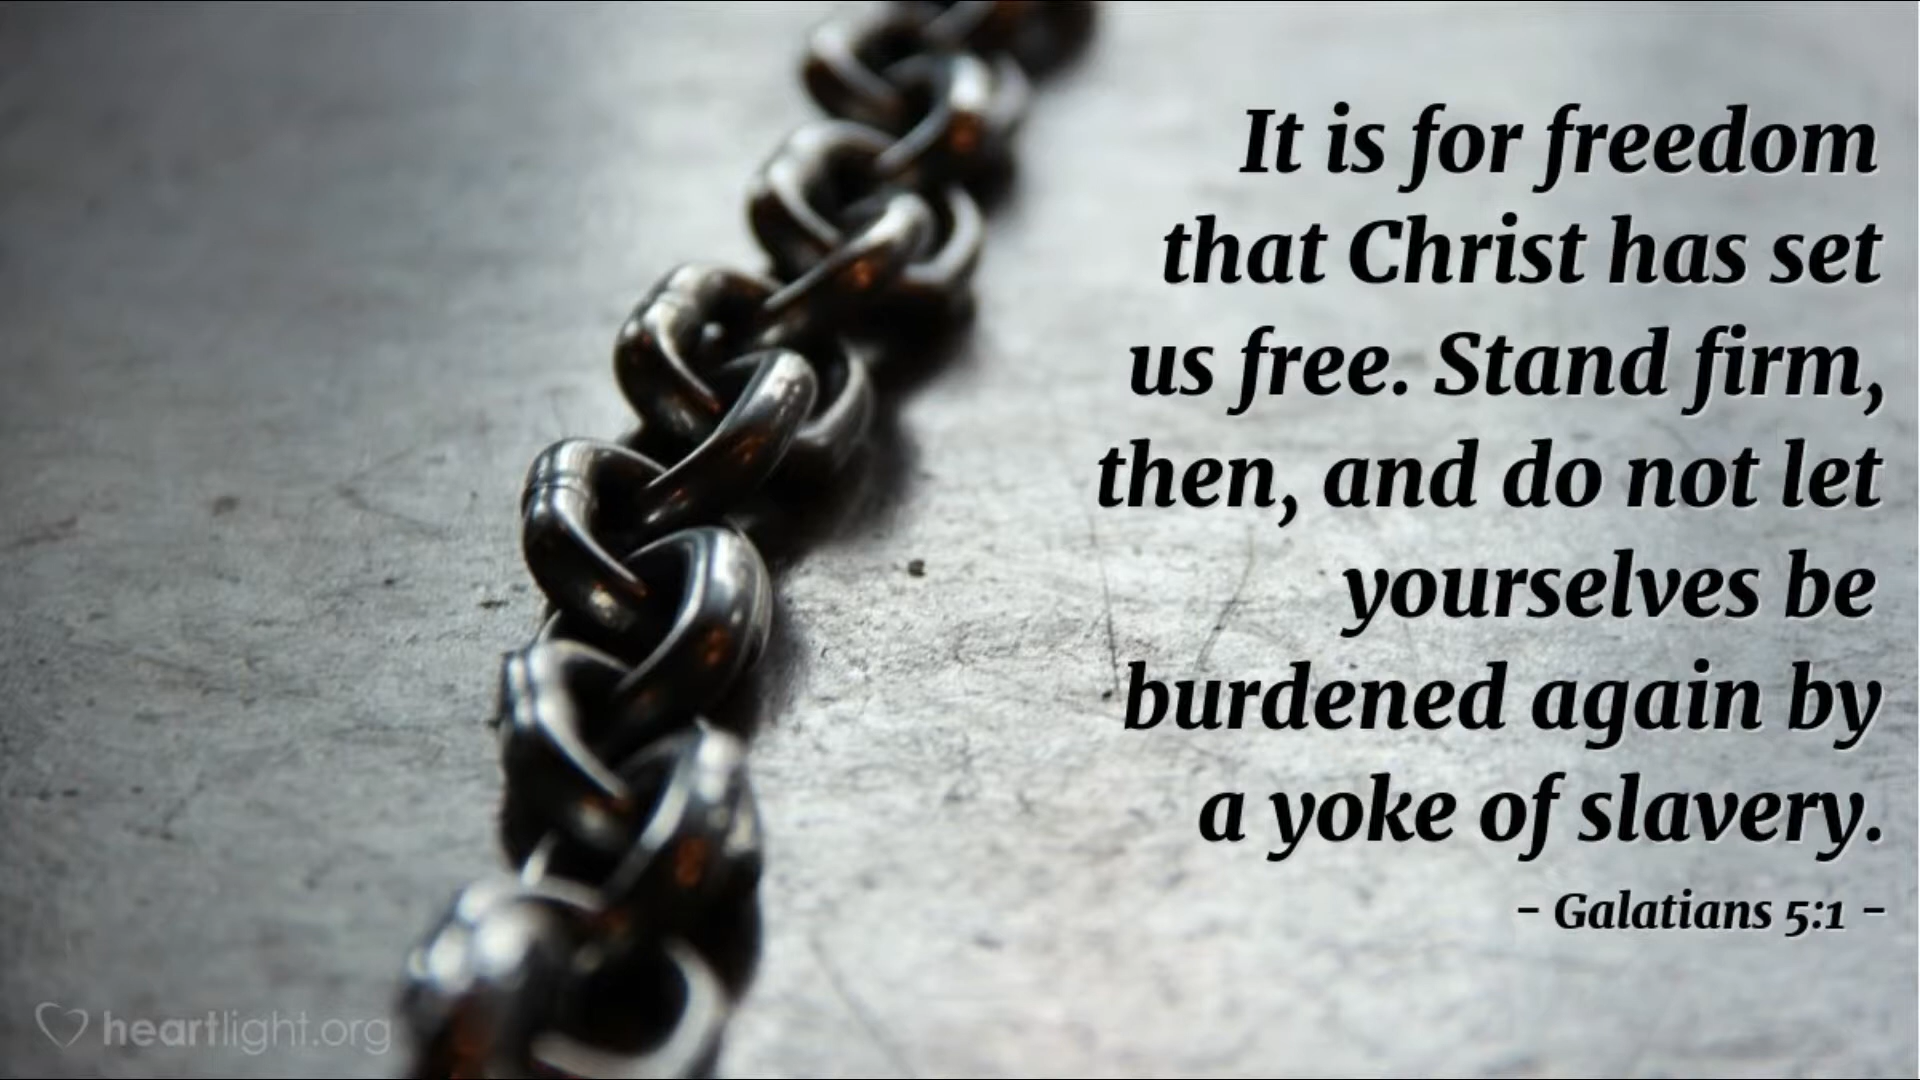 It is for freedom
that Christ has set
us free. Stand firm,
then, and do not let
yourselves be
burdened again by
a yoke of slavery.
- Galatians 5:1 -
heartlight.org